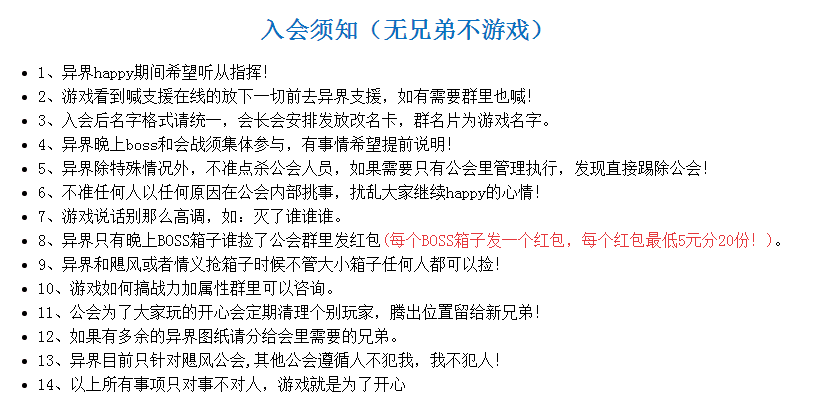 入会须知（无兄弟不游戏）
1、异界happy期间希望听从指挥！
2、游戏看到喊支援在线的放下一切前去异界支援，如有需要群里也喊！
3、入会后名字格式请统一，会长会安排发放改名卡，群名片为游戏名字。
4、异界晚上boss和会战须集体参与，有事情希望提前说明！
5、异界除特殊情况外，不准点杀公会人员，如果需要只有公会里管理执行，发现直接踢除公会！
6、不准任何人以任何原因在公会内部挑事，扰乱大家继续happy的心情！
7、游戏说话别那么高调，如：灭了谁谁谁。
8、异界只有晚上BOSS箱子谁捡了公会群里发红包(每个BOSS箱子发一个红包，每个红包最低5元分20份！)。
9、异界和飓风或者情义抢箱子时候不管大小箱子任何人都可以捡！
10、游戏如何搞战力加属性群里可以咨询。
11、公会为了大家玩的开心会定期清理个别玩家，腾出位置留给新兄弟！
12、如果有多余的异界图纸请分给会里需要的兄弟。
13、异界目前只针对飓风公会,其他公会遵循人不犯我，我不犯人！
14、以上所有事项只对事不对人，游戏就是为了开心